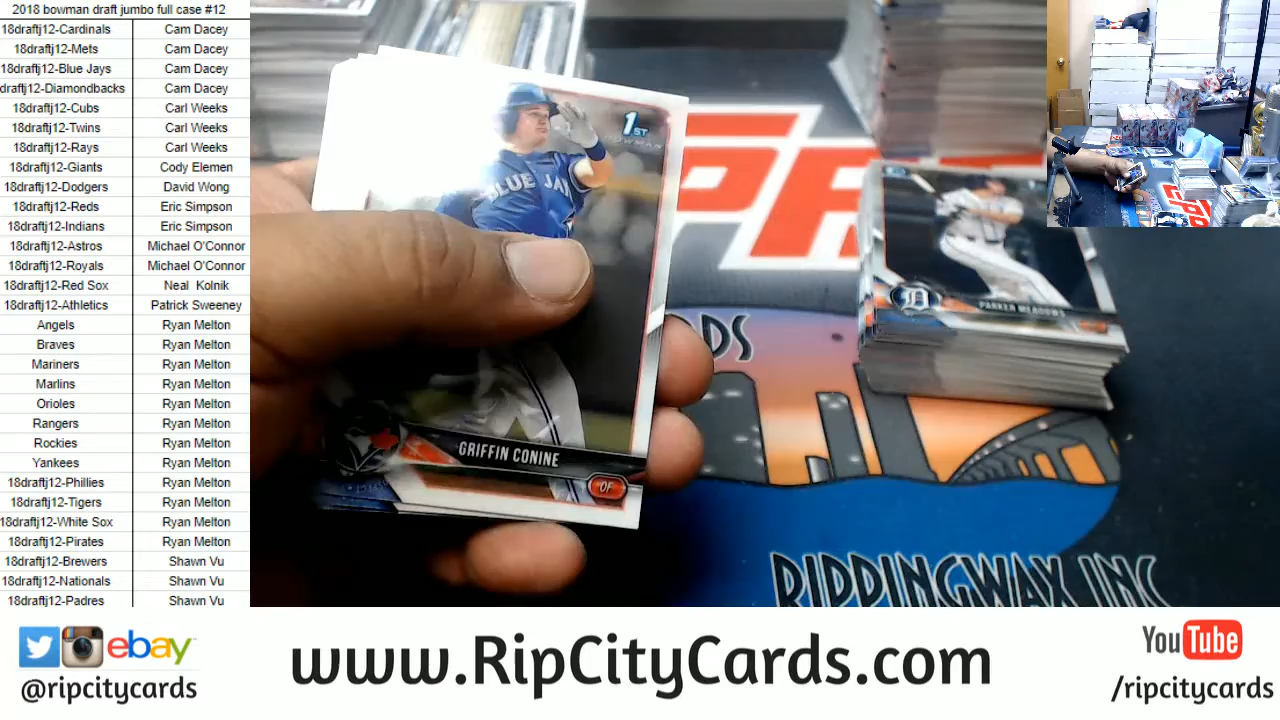 2018 bowman draft jumbo full case #12
18draftj12-Cardinals Cam Dacey
18draftj12-Mets Cam Dacey
18draftj12-Blue Jays Cam Dacey
draftj12-Diamondbacks Cam Dacey
18draftj12-Cubs Carl Weeks
18draftj12-Twins Carl Weeks
18draftj12-Rays Carl Weeks
18draftj12-Giants Cody Elemen
18draftj12-Dodgers David Wong
18draftj12-Reds Eric Simpson
18draftj12-Indians Eric Simpson
18draftj12-Astros Michael O'Connor
18draftj12-Royals Michael O'Connor
18draftj12-Red Sox Neal Kolnik
18draftj12-Athletics Patrick Sweeney
Angels Ryan Melton
Braves Ryan Melton
Mariners Ryan Melton
Marlins Ryan Melton
Orioles Ryan Melton
Rangers Ryan Melton
Rockies Ryan Melton
Yankees Ryan Melton
18draftj12-Phillies Ryan Melton
18draftj12-Tigers Ryan Melton
18draftj12-White Sox Ryan Melton
18draftj12-Pirates Ryan Melton
18draftj12-Brewers Shawn Vu
18draftj12-Nationals Shawn Vu
18draftj12-Padres Shawn Vu
1ST
BOWMAN
BLUE JAY
GRIFFIN CONINE
OF
D
PARKER MEADOWS
RIPPINGWAX INC
ebay
@ripcitycards
www.RipCityCards.com
YouTube
/ripcitycards